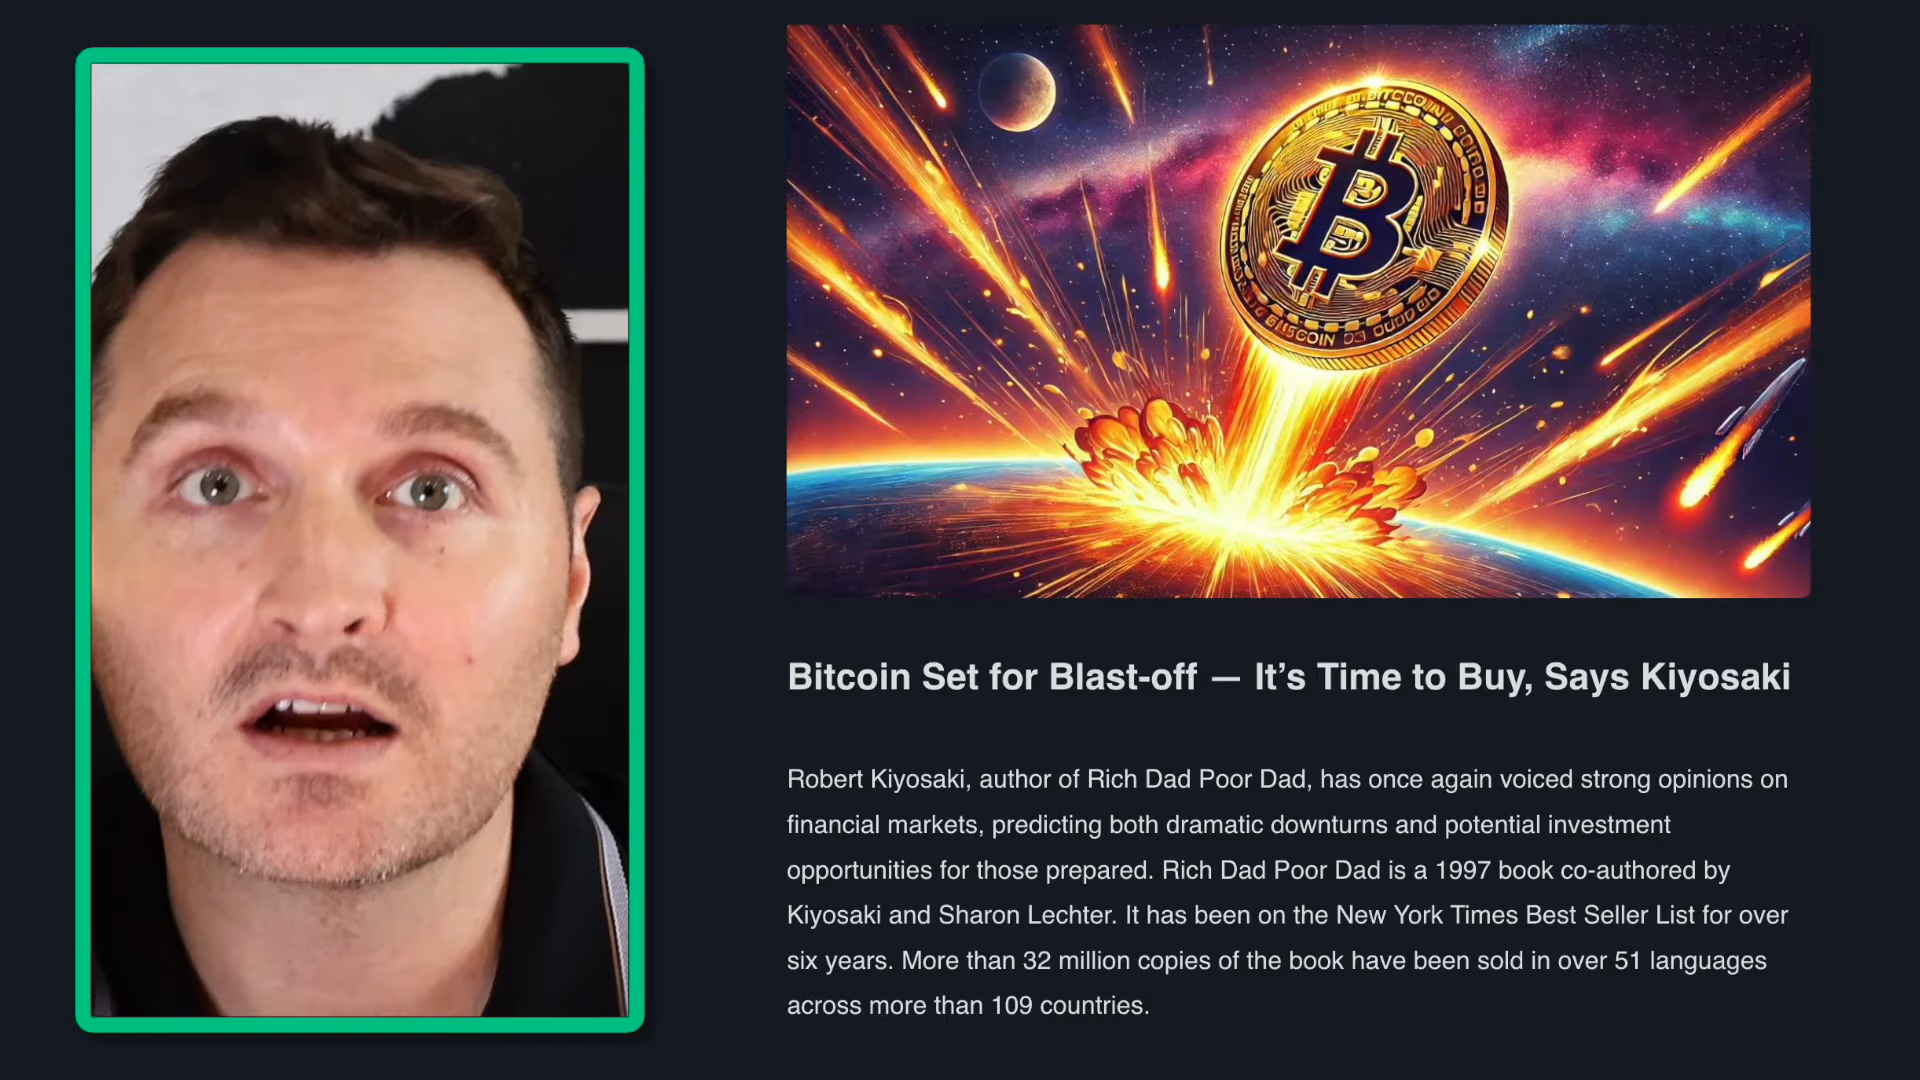 BITCOIN
BITCOIN
Bitcoin Set for Blast-off — It’s Time to Buy, Says Kiyosaki
Robert Kiyosaki, author of Rich Dad Poor Dad, has once again voiced strong opinions on
financial markets, predicting both dramatic downturns and potential investment
opportunities for those prepared. Rich Dad Poor Dad is a 1997 book co-authored by
Kiyosaki and Sharon Lechter. It has been on the New York Times Best Seller List for over
six years. More than 32 million copies of the book have been sold in over 51 languages
across more than 109 countries.